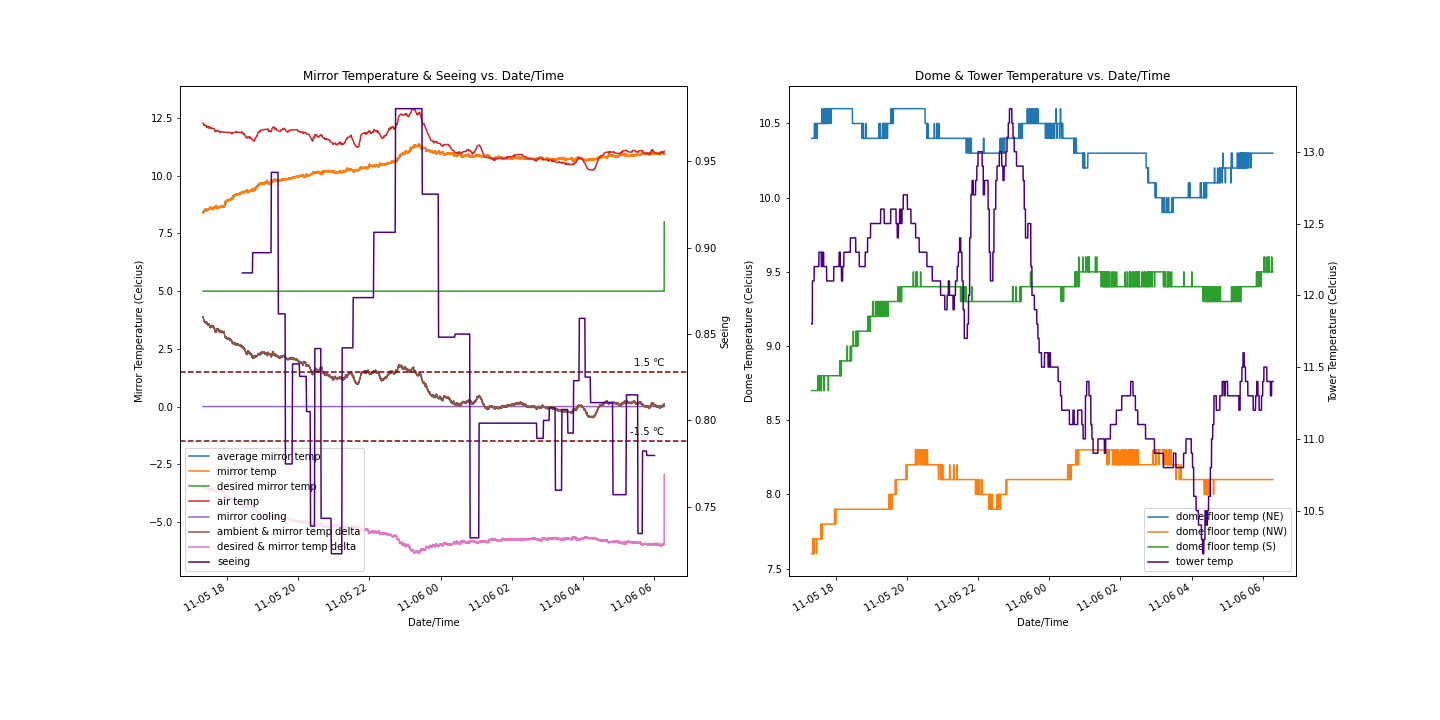 Mirror Temperature & Seeing vs. Date/Time
Mirror Temperature (Celcius)
12.5
10.0
7.5
5.0
2.5
0.0
−2.5
−5.0
0.95
0.90
0.85
0.80
0.75
Seeing
1.5 °C
-1.5 °C
average mirror temp
mirror temp
desired mirror temp
air temp
mirror cooling
ambient & mirror temp delta
desired & mirror temp delta
seeing
11-05 18
11-05 20
11-05 22
11-06 00
11-06 02
11-06 04
11-06 06
Date/Time
Dome & Tower Temperature vs. Date/Time
Dome Temperature (Celcius)
10.5
10.0
9.5
9.0
8.5
8.0
7.5
13.0
12.5
12.0
11.5
11.0
10.5
Tower Temperature (Celcius)
dome floor temp (NE)
dome floor temp (NW)
dome floor temp (S)
tower temp
11-05 18
11-05 20
11-05 22
11-06 00
11-06 02
11-06 04
11-06 06
Date/Time